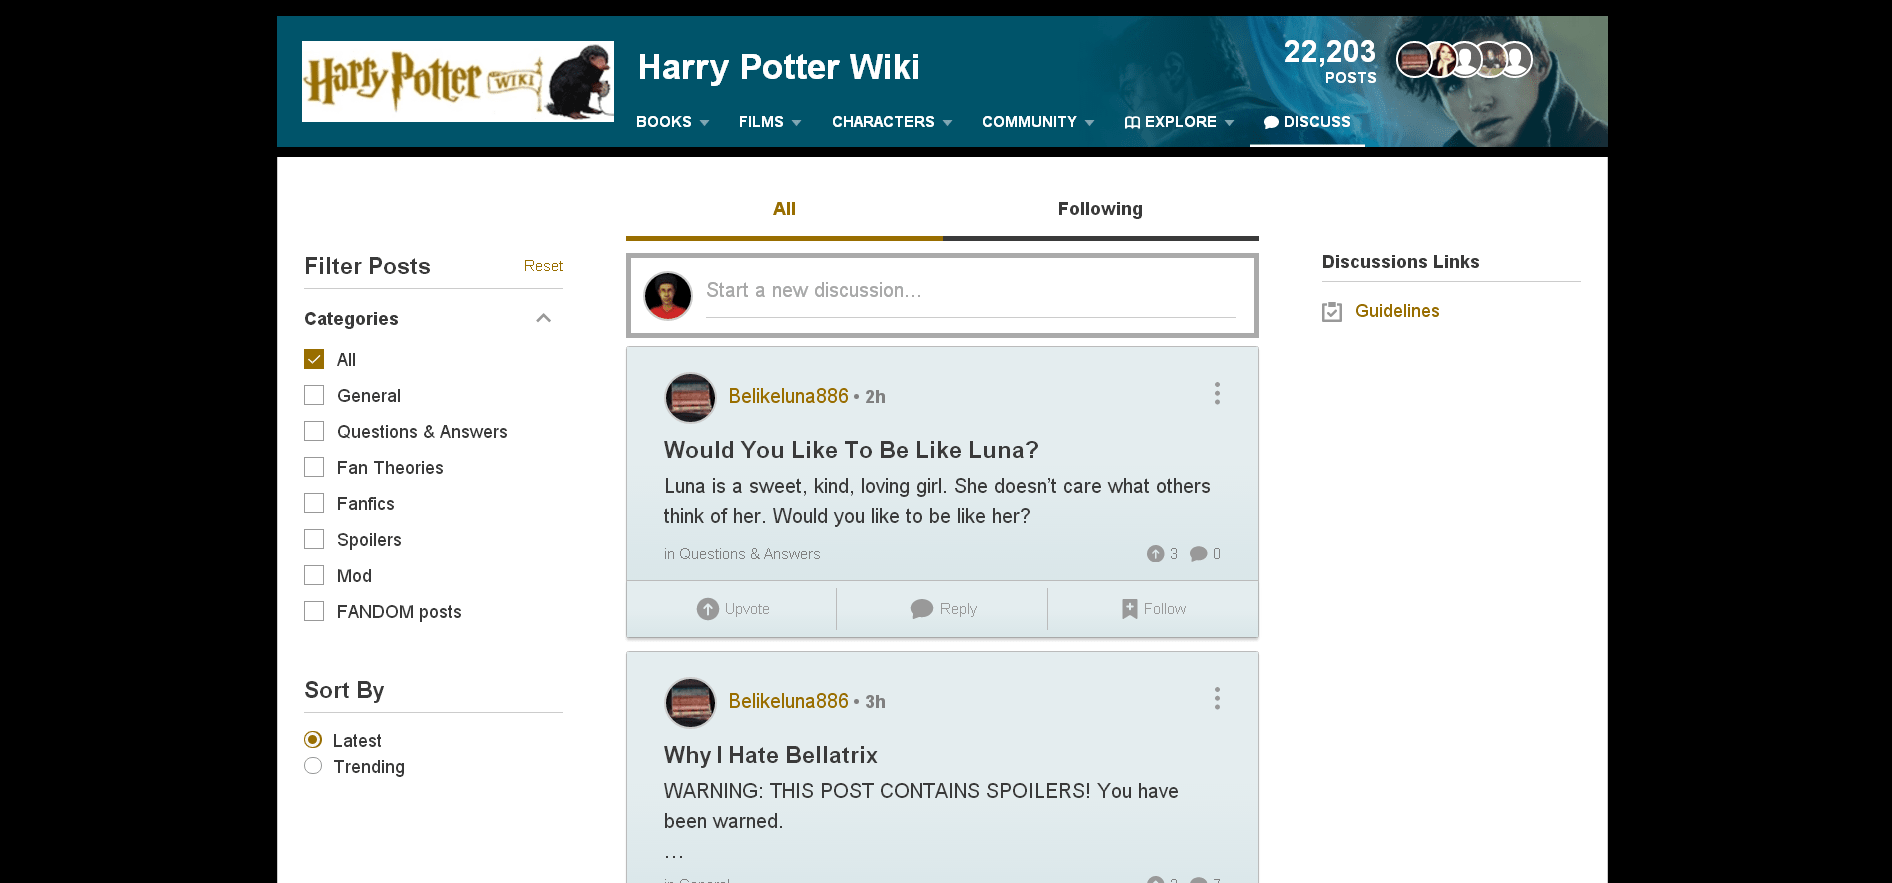 Harry Potter WIKI
Harry Potter Wiki
22,203
POSTS
BOOKS
FILMS
CHARACTERS
COMMUNITY
EXPLORE
DISCUSS
All
Following
Filter Posts
Reset
Categories
All
General
Questions & Answers
Fan Theories
Fanfics
Spoilers
Mod
FANDOM posts
Sort By
Latest
Trending
Start a new discussion...
Belikeluna886 • 2h
Would You Like To Be Like Luna?
Luna is a sweet, kind, loving girl. She doesn’t care what others
think of her. Would you like to be like her?
in Questions & Answers
3
0
Upvote
Reply
Follow
Belikeluna886 • 3h
Why I Hate Bellatrix
WARNING: THIS POST CONTAINS SPOILERS! You have
been warned.
...
in General
Discussions Links
Guidelines